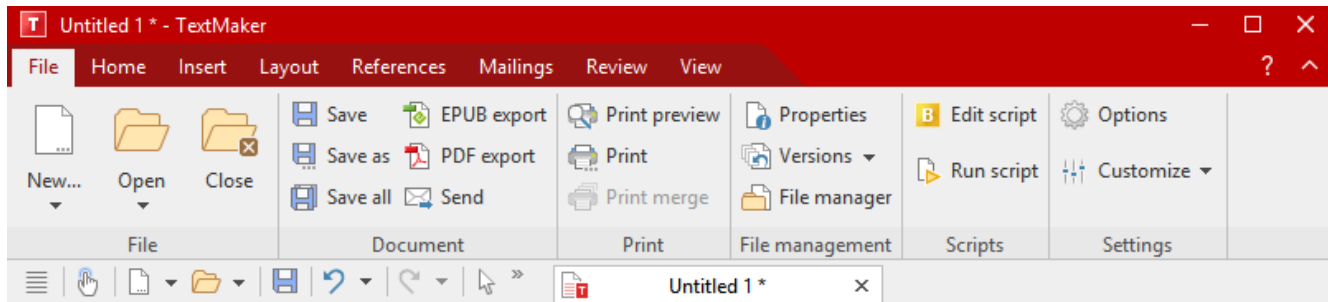 T Untitled 1 * - TextMaker
File Home Insert Layout References Mailings Review View ?
Save EPUB export Print preview Properties B Edit script Options
Save as PDF export Print Versions Run script Customize
New... Open Close Save all Send Print merge File manager
File Document Print File management Scripts Settings
T Untitled 1 *